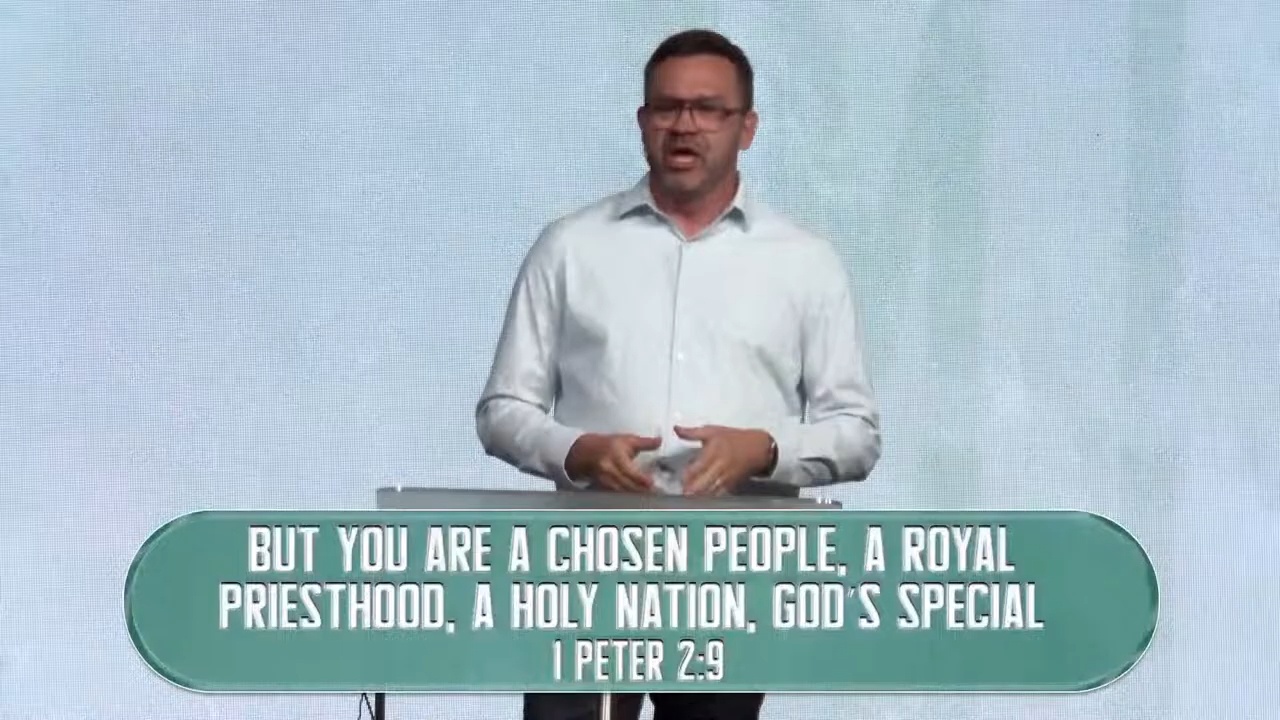 BUT YOU ARE A CHOSEN PEOPLE, A ROYAL
PRIESTHOOD, A HOLY NATION, GOD'S SPECIAL
1 PETER 2:9